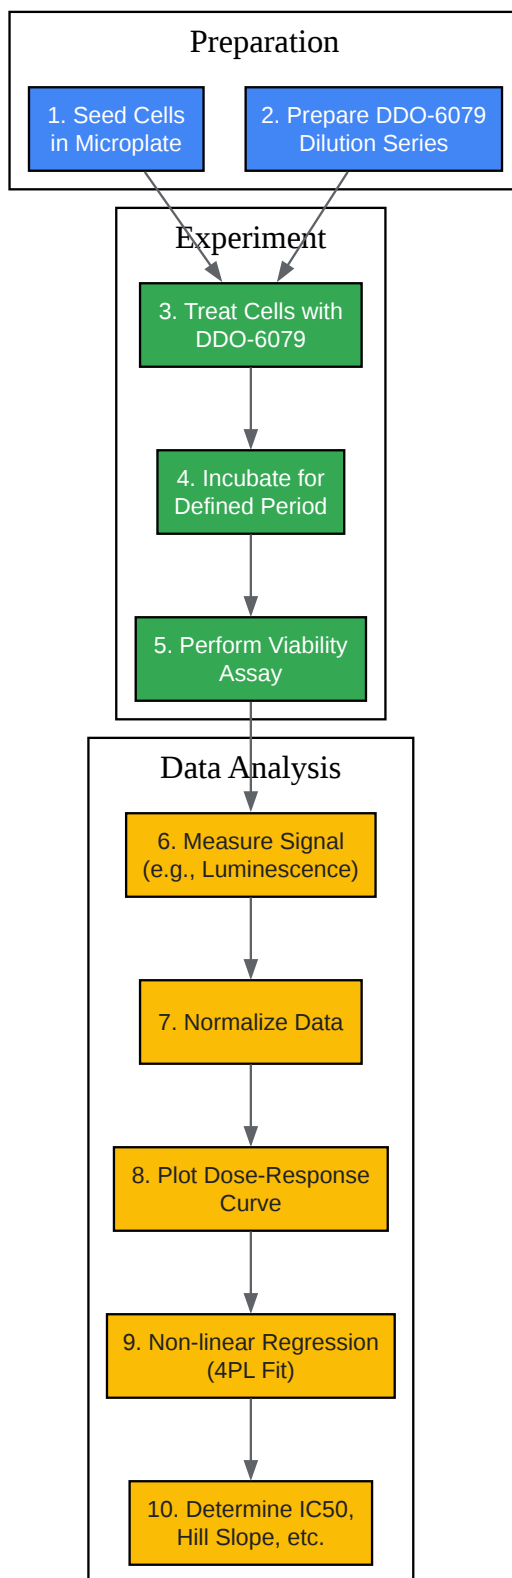 Preparation
1. Seed Cells
in Microplate
2. Prepare DDO-6079
Dilution Series
Experiment
3. Treat Cells with
DDO-6079
4. Incubate for
Defined Period
5. Perform Viability
Assay
Data Analysis
6. Measure Signal
(e.g., Luminescence)
7. Normalize Data
8. Plot Dose-Response
Curve
9. Non-linear Regression
(4PL Fit)
10. Determine IC50,
Hill Slope, etc.